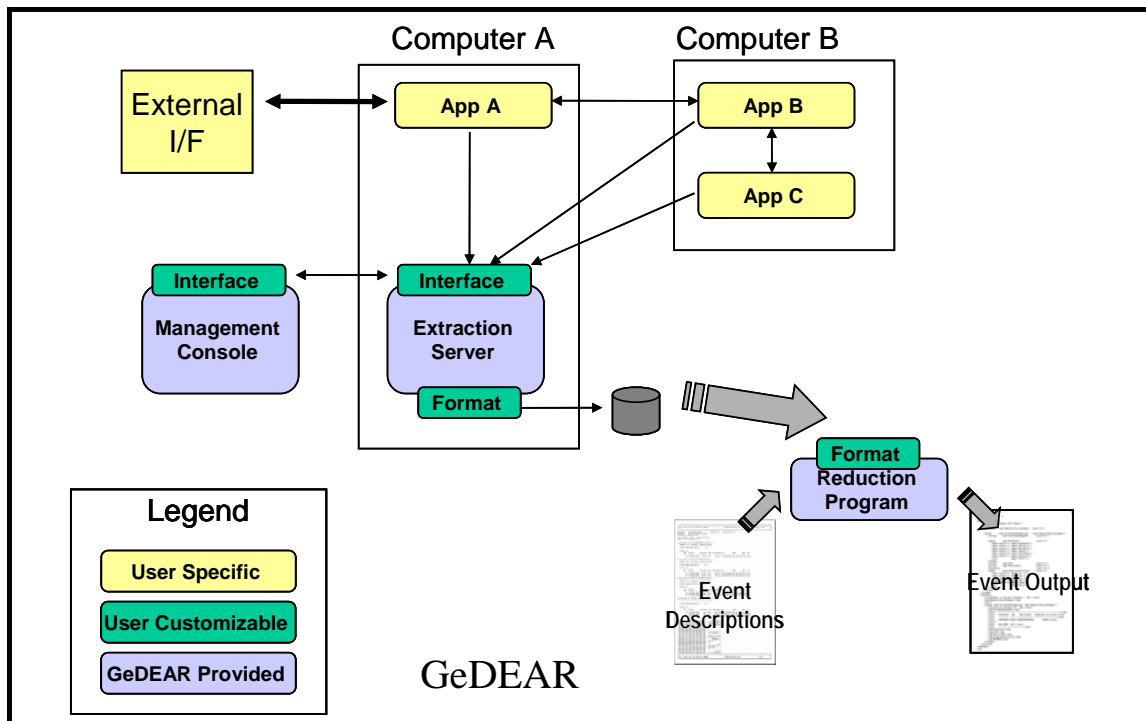 Computer A
Computer B
External
I/F
App A
App B
App C
Interface
Management
Console
Interface
Extraction
Server
Format
Format
Reduction
Program
Legend
User Specific
User Customizable
GeDEAR Provided
Event
Descriptions
Event Output
GeDEAR